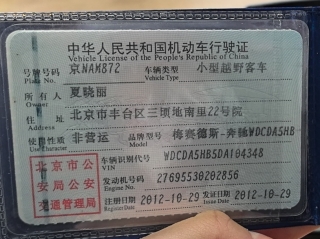 中华人民共和国机动车行驶证
Vehicle License of the People's Republic of China
号牌号码 京NAM872 车辆类型 小型越野客车
Plate No. Vehicle Type
所有人 夏晓丽
Owner
住址 北京市丰台区三顷地南里22号院
Address
使用性质 非营运 品牌型号 梅赛德斯-奔驰WDCDA5HB
Use Character Model
车辆识别代号 WDCDA5HB5DA104348
VIN
北京市公安局公安交通管理局
发动机号码 27695530202856
Engine No.
注册日期 2012-10-29 发证日期 2012-10-29
Register Date Issue Date